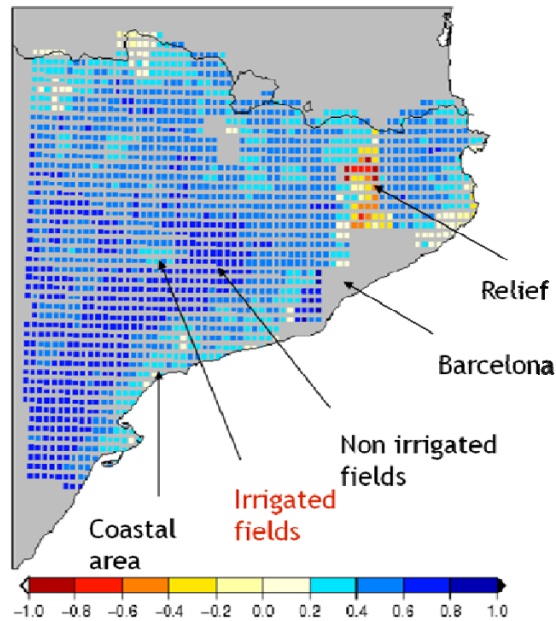 Relief
Barcelona
Non irrigated
fields
Irrigated
fields
Coastal
area
-1.0 -0.8 -0.6 -0.4 -0.2 0.0 0.2 0.4 0.6 0.8 1.0